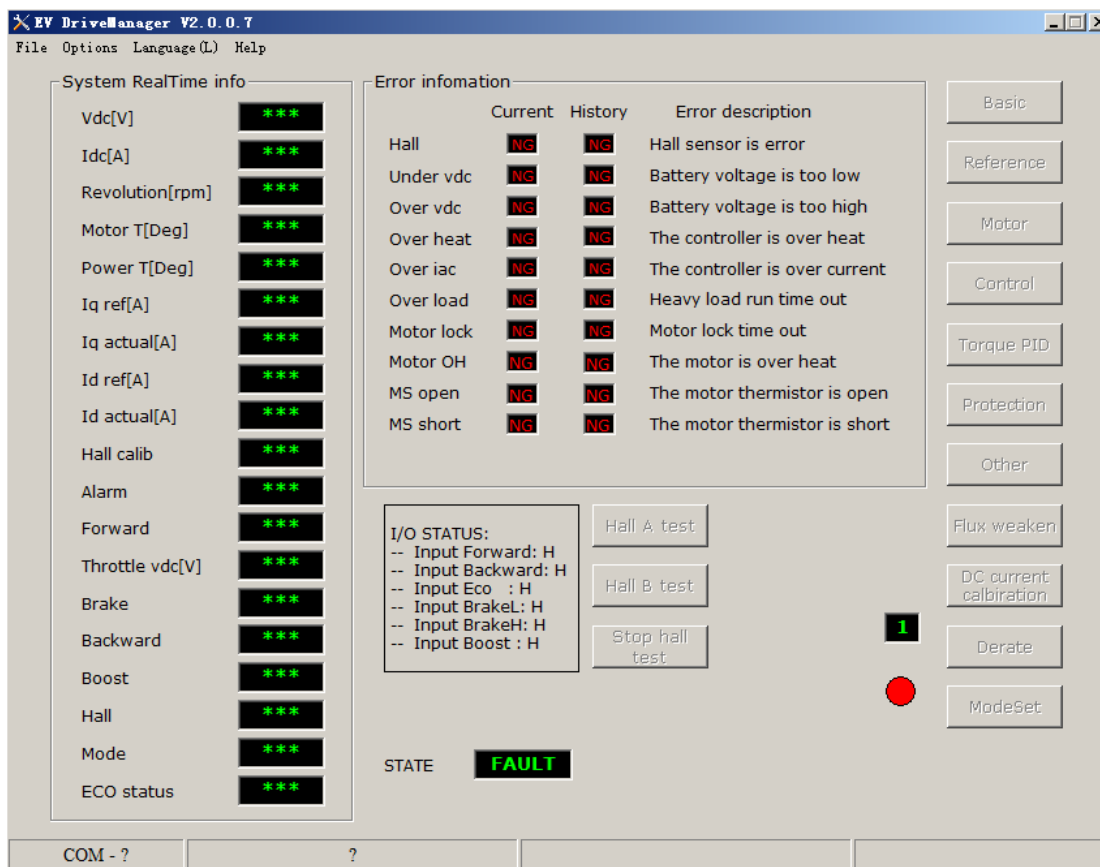 EV DriveManager V2.0.0.7
File Options Language(L) Help
System RealTime info
Vdc[V] ***
Idc[A] ***
Revolution[rpm] ***
Motor T[Deg] ***
Power T[Deg] ***
Iq ref[A] ***
Iq actual[A] ***
Id ref[A] ***
Id actual[A] ***
Hall calib ***
Alarm ***
Forward ***
Throttle vdc[V] ***
Brake ***
Backward ***
Boost ***
Hall ***
Mode ***
ECO status ***
Error infomation
Current History Error description
Hall NG NG Hall sensor is error
Under vdc NG NG Battery voltage is too low
Over vdc NG NG Battery voltage is too high
Over heat NG NG The controller is over heat
Over iac NG NG The controller is over current
Over load NG NG Heavy load run time out
Motor lock NG NG Motor lock time out
Motor OH NG NG The motor is over heat
MS open NG NG The motor thermistor is open
MS short NG NG The motor thermistor is short
I/O STATUS:
-- Input Forward: H
-- Input Backward: H
-- Input Eco : H
-- Input BrakeL: H
-- Input BrakeH: H
-- Input Boost : H
Hall A test
Hall B test
Stop hall
test
1
STATE FAULT
Basic
Reference
Motor
Control
Torque PID
Protection
Other
Flux weaken
DC current
calbiration
Derate
ModeSet
COM - ? ?